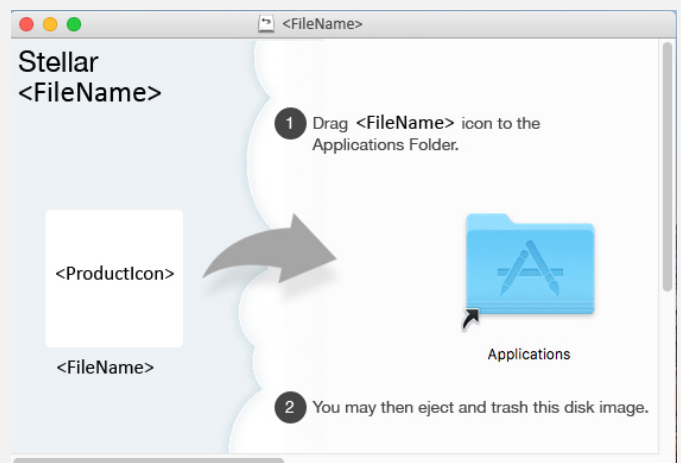 <FileName>
Stellar
<FileName>
1 Drag <FileName> icon to the
Applications Folder.
<ProductIcon>
<FileName>
Applications
2 You may then eject and trash this disk image.